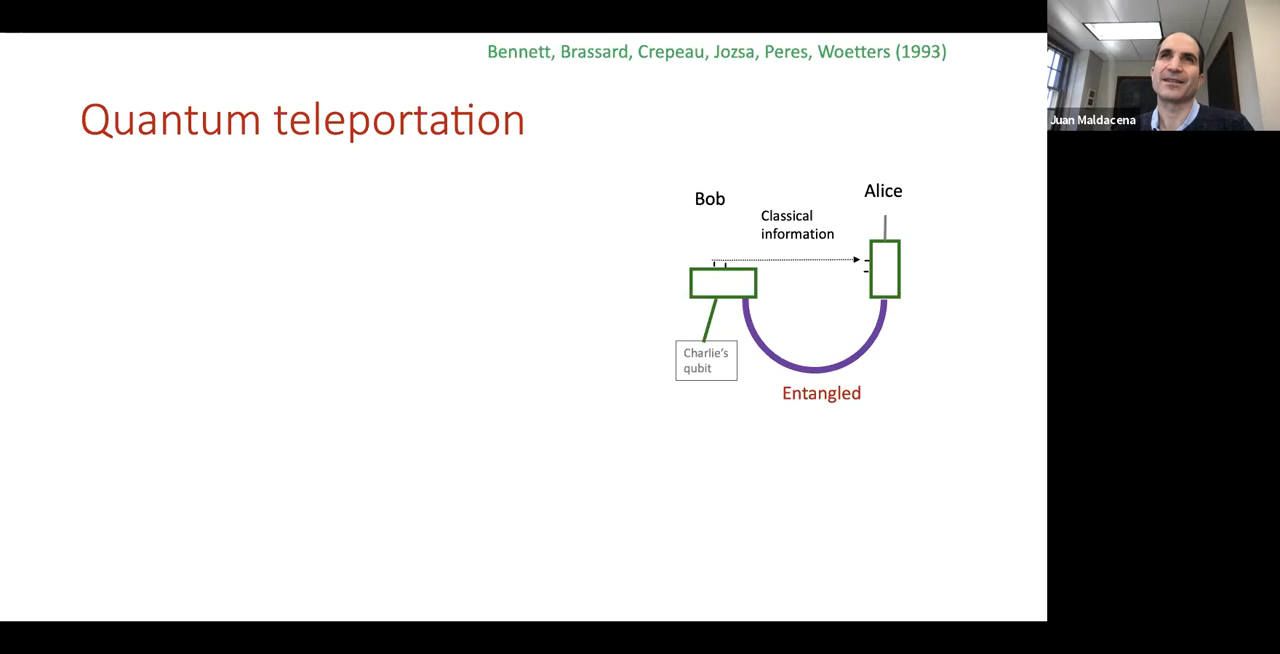 Bennett, Brassard, Crepeau, Jozsa, Peres, Woetters (1993)
Quantum teleportation
Bob
Alice
Classical
information
Charlie's
qubit
Entangled
Juan Maldacena